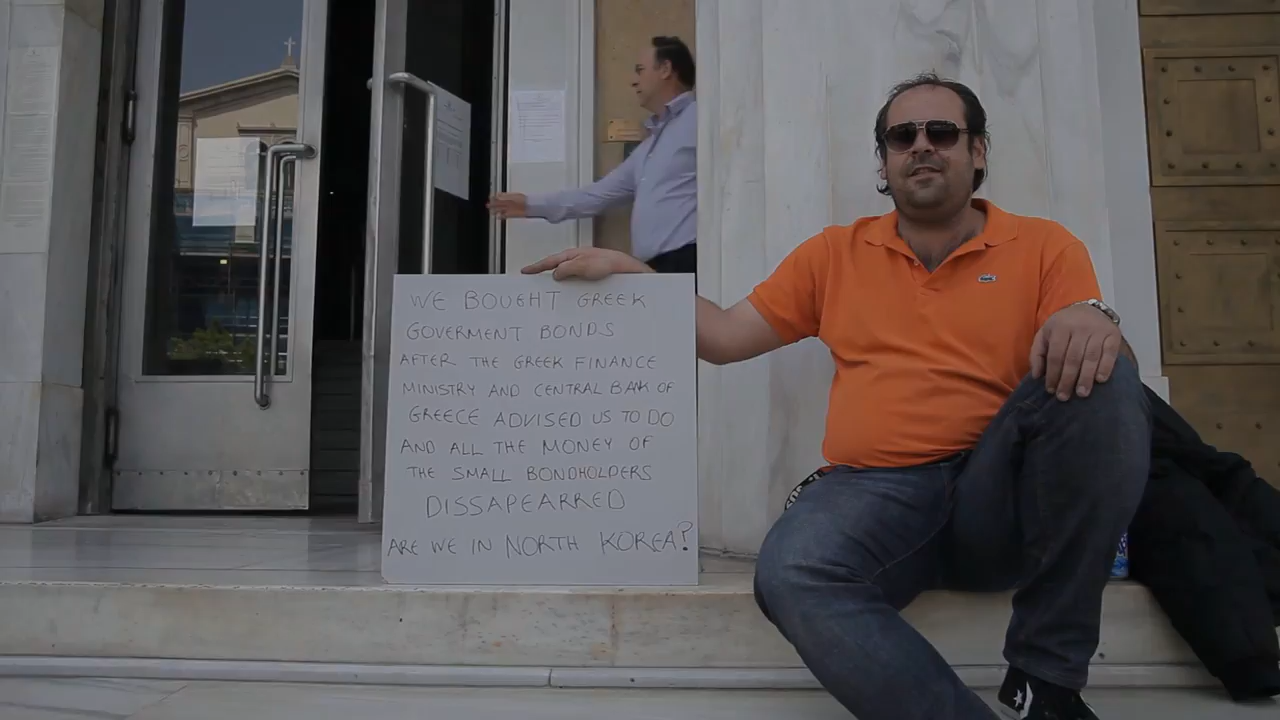 WE BOUGHT GREEK
GOVERMENT BONDS
AFTER THE GREEK FINANCE
MINISTRY AND CENTRAL BANK OF
GREECE ADVISED US TO DO
AND ALL THE MONEY OF
THE SMALL BONDHOLDERS
DISSAPEARRED
ARE WE IN NORTH KOREA?